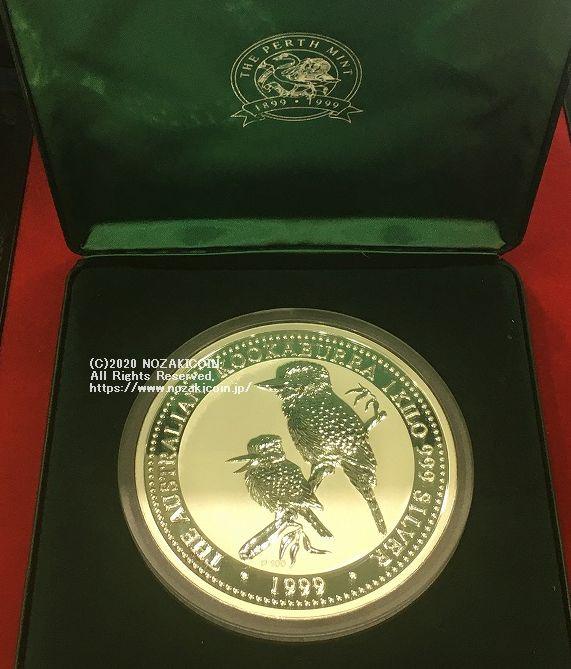 THE PERTH MINT
1899 • 1999
(C)2020 NOZAKICOIN.
All Rights Reserved.
https://www.nozakicoin.jp/
THE AUSTRALIAN KOOKABURRA 1 KILO 999 SILVER
P100
• 1999 •